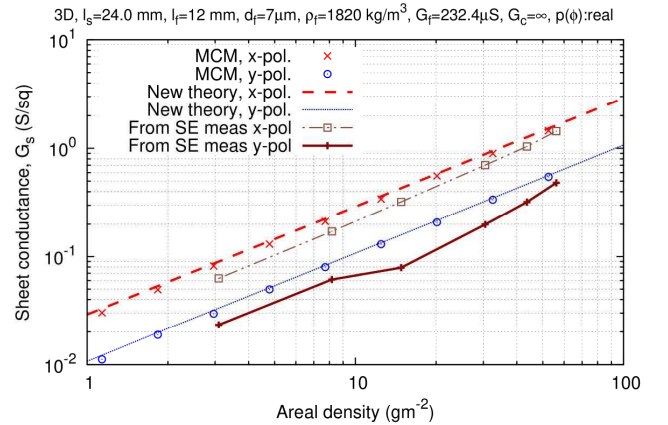 3D, lₛ=24.0 mm, l_f=12 mm, d_f=7μm, ρ_f=1820 kg/m³, G_f=232.4μS, G_c=∞, p(ϕ):real
10¹
MCM, x-pol.
MCM, y-pol.
New theory, x-pol.
New theory, y-pol.
From SE meas x-pol
From SE meas y-pol
10⁰
10⁻¹
10⁻²
Sheet conductance, Gₛ (S/sq)
1
10
100
Areal density (gm⁻²)